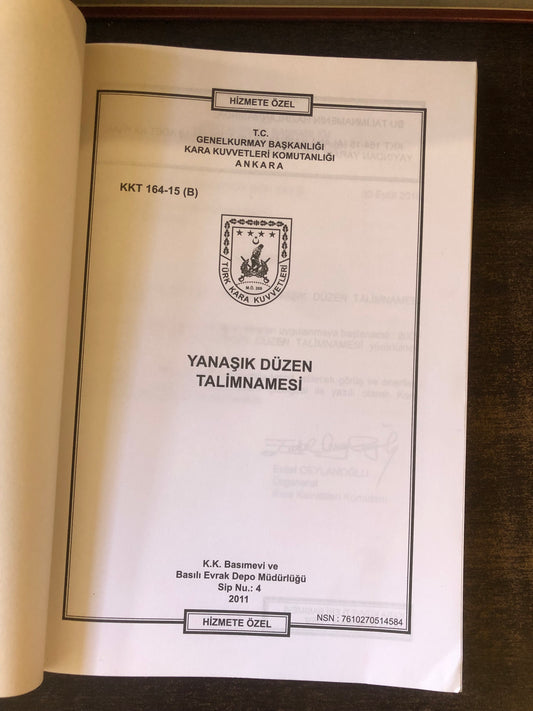 HİZMETE ÖZEL
T.C.
GENELKURMAY BAŞKANLIĞI
KARA KUVVETLERİ KOMUTANLIĞI
ANKARA
KKT 164-15 (B)
M.Ö. 209
TÜRK KARA KUVVETLERİ
YANAŞIK DÜZEN
TALİMNAMESİ
K.K. Basımevi ve
Basılı Evrak Depo Müdürlüğü
Sip Nu.: 4
2011
NSN : 7610270514584
HİZMETE ÖZEL